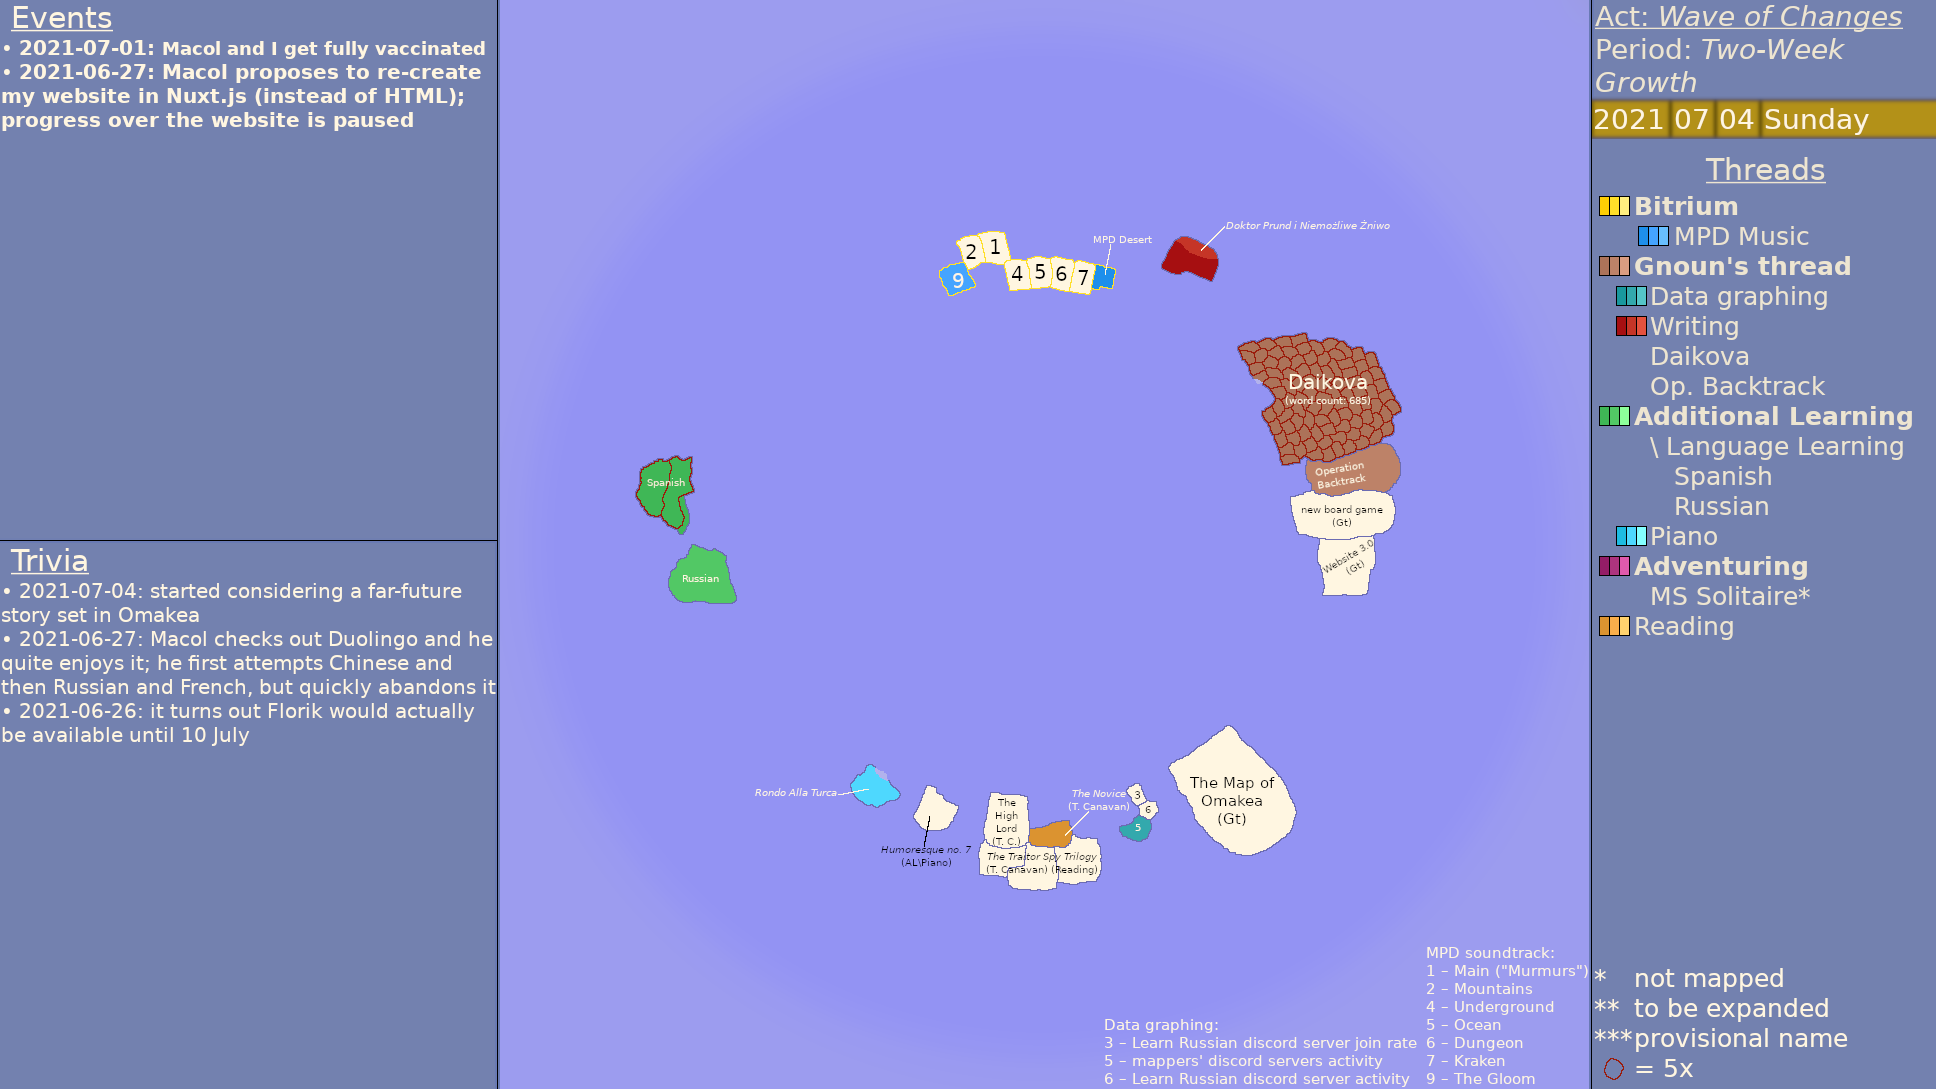 Events
• 2021-07-01: Macol and I get fully vaccinated
• 2021-06-27: Macol proposes to re-create
my website in Nuxt.js (instead of HTML);
progress over the website is paused
Trivia
• 2021-07-04: started considering a far-future
story set in Omakea
• 2021-06-27: Macol checks out Duolingo and he
quite enjoys it; he first attempts Chinese and
then Russian and French, but quickly abandons it
• 2021-06-26: it turns out Florik would actually
be available until 10 July
Doktor Prund i Niemożliwe Żniwo
MPD Desert
2
1
9
4
5
6
7
Daikova
(word count: 685)
Operation
Backtrack
new board game
(Gt)
Website 3.0
(Gt)
Spanish
Russian
Rondo Alla Turca
Humoresque no. 7
(AL\Piano)
The
High
Lord
(T. C.)
The Novice
(T. Canavan)
The Traitor Spy Trilogy
(T. Canavan) (Reading)
3
6
5
The Map of
Omakea
(Gt)
Data graphing:
3 – Learn Russian discord server join rate
5 – mappers' discord servers activity
6 – Learn Russian discord server activity
MPD soundtrack:
1 – Main ("Murmurs")
2 – Mountains
4 – Underground
5 – Ocean
6 – Dungeon
7 – Kraken
9 – The Gloom
Act: Wave of Changes
Period: Two-Week
Growth
2021 07 04 Sunday
Threads
Bitrium
MPD Music
Gnoun's thread
Data graphing
Writing
Daikova
Op. Backtrack
Additional Learning
\ Language Learning
Spanish
Russian
Piano
Adventuring
MS Solitaire*
Reading
* not mapped
** to be expanded
*** provisional name
= 5x